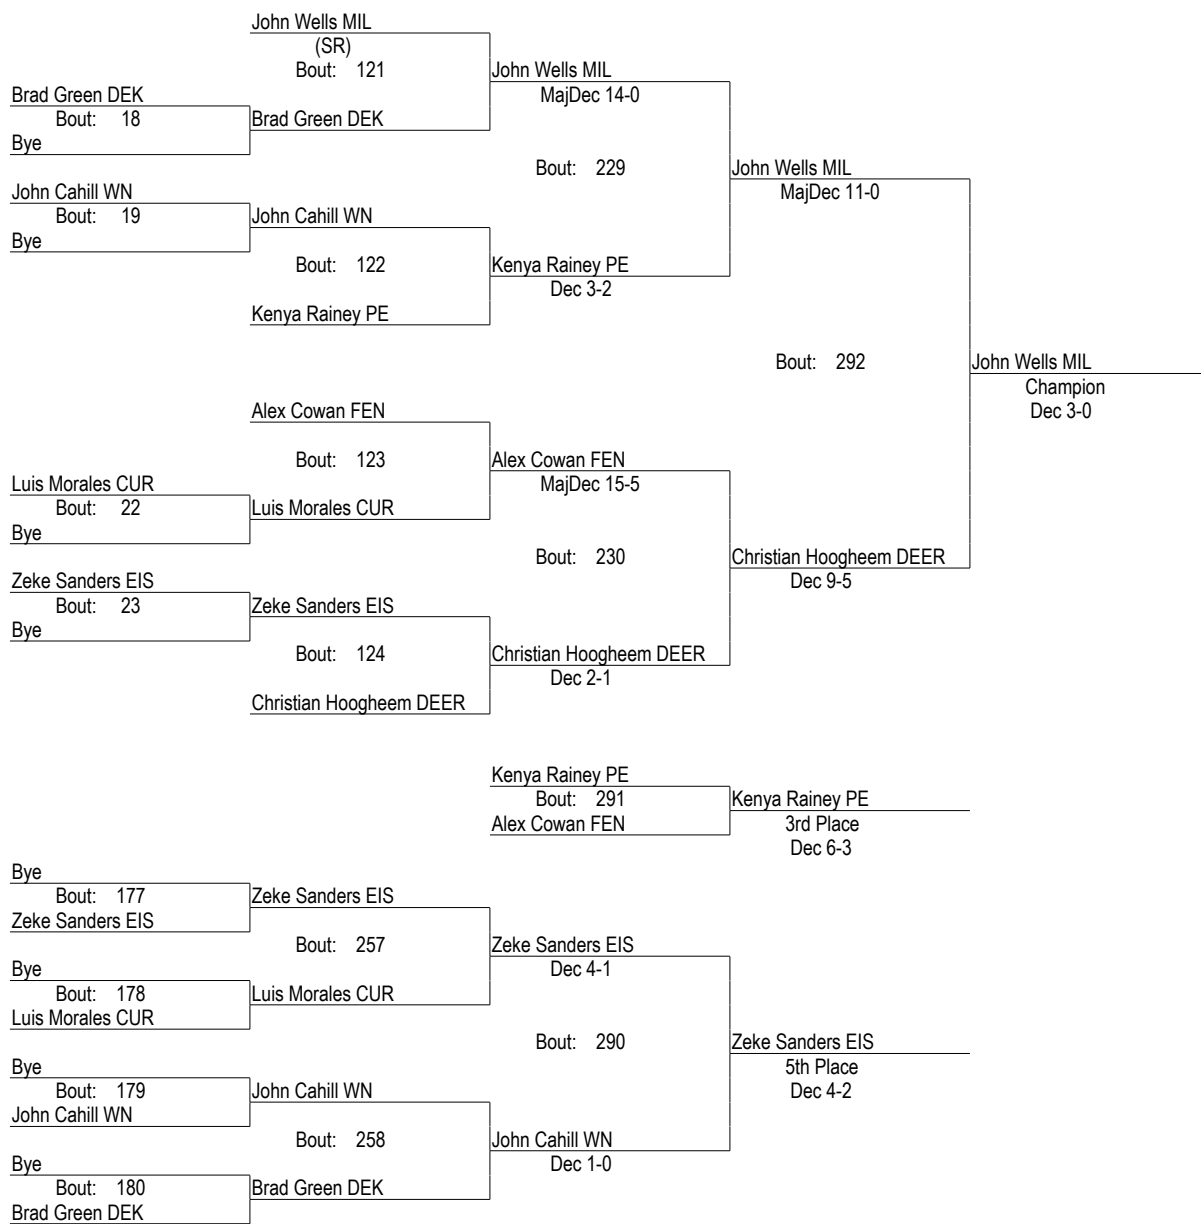 John Wells MIL
(SR)
Bout: 121
John Wells MIL
Brad Green DEK
MajDec 14-0
Bout: 18
Brad Green DEK
Bye
Bout: 229
John Wells MIL
John Cahill WN
MajDec 11-0
Bout: 19
John Cahill WN
Bye
Bout: 122
Kenya Rainey PE
Dec 3-2
Kenya Rainey PE
Bout: 292
John Wells MIL
Champion
Dec 3-0
Alex Cowan FEN
Bout: 123
Alex Cowan FEN
Luis Morales CUR
MajDec 15-5
Bout: 22
Luis Morales CUR
Bye
Bout: 230
Christian Hoogheem DEER
Zeke Sanders EIS
Dec 9-5
Bout: 23
Zeke Sanders EIS
Bye
Bout: 124
Christian Hoogheem DEER
Dec 2-1
Christian Hoogheem DEER
Kenya Rainey PE
Bout: 291
Kenya Rainey PE
Alex Cowan FEN
3rd Place
Dec 6-3
Bye
Bout: 177
Zeke Sanders EIS
Zeke Sanders EIS
Bout: 257
Zeke Sanders EIS
Bye
Dec 4-1
Bout: 178
Luis Morales CUR
Luis Morales CUR
Bout: 290
Zeke Sanders EIS
Bye
5th Place
Bout: 179
John Cahill WN
Dec 4-2
John Cahill WN
Bout: 258
John Cahill WN
Bye
Dec 1-0
Bout: 180
Brad Green DEK
Brad Green DEK